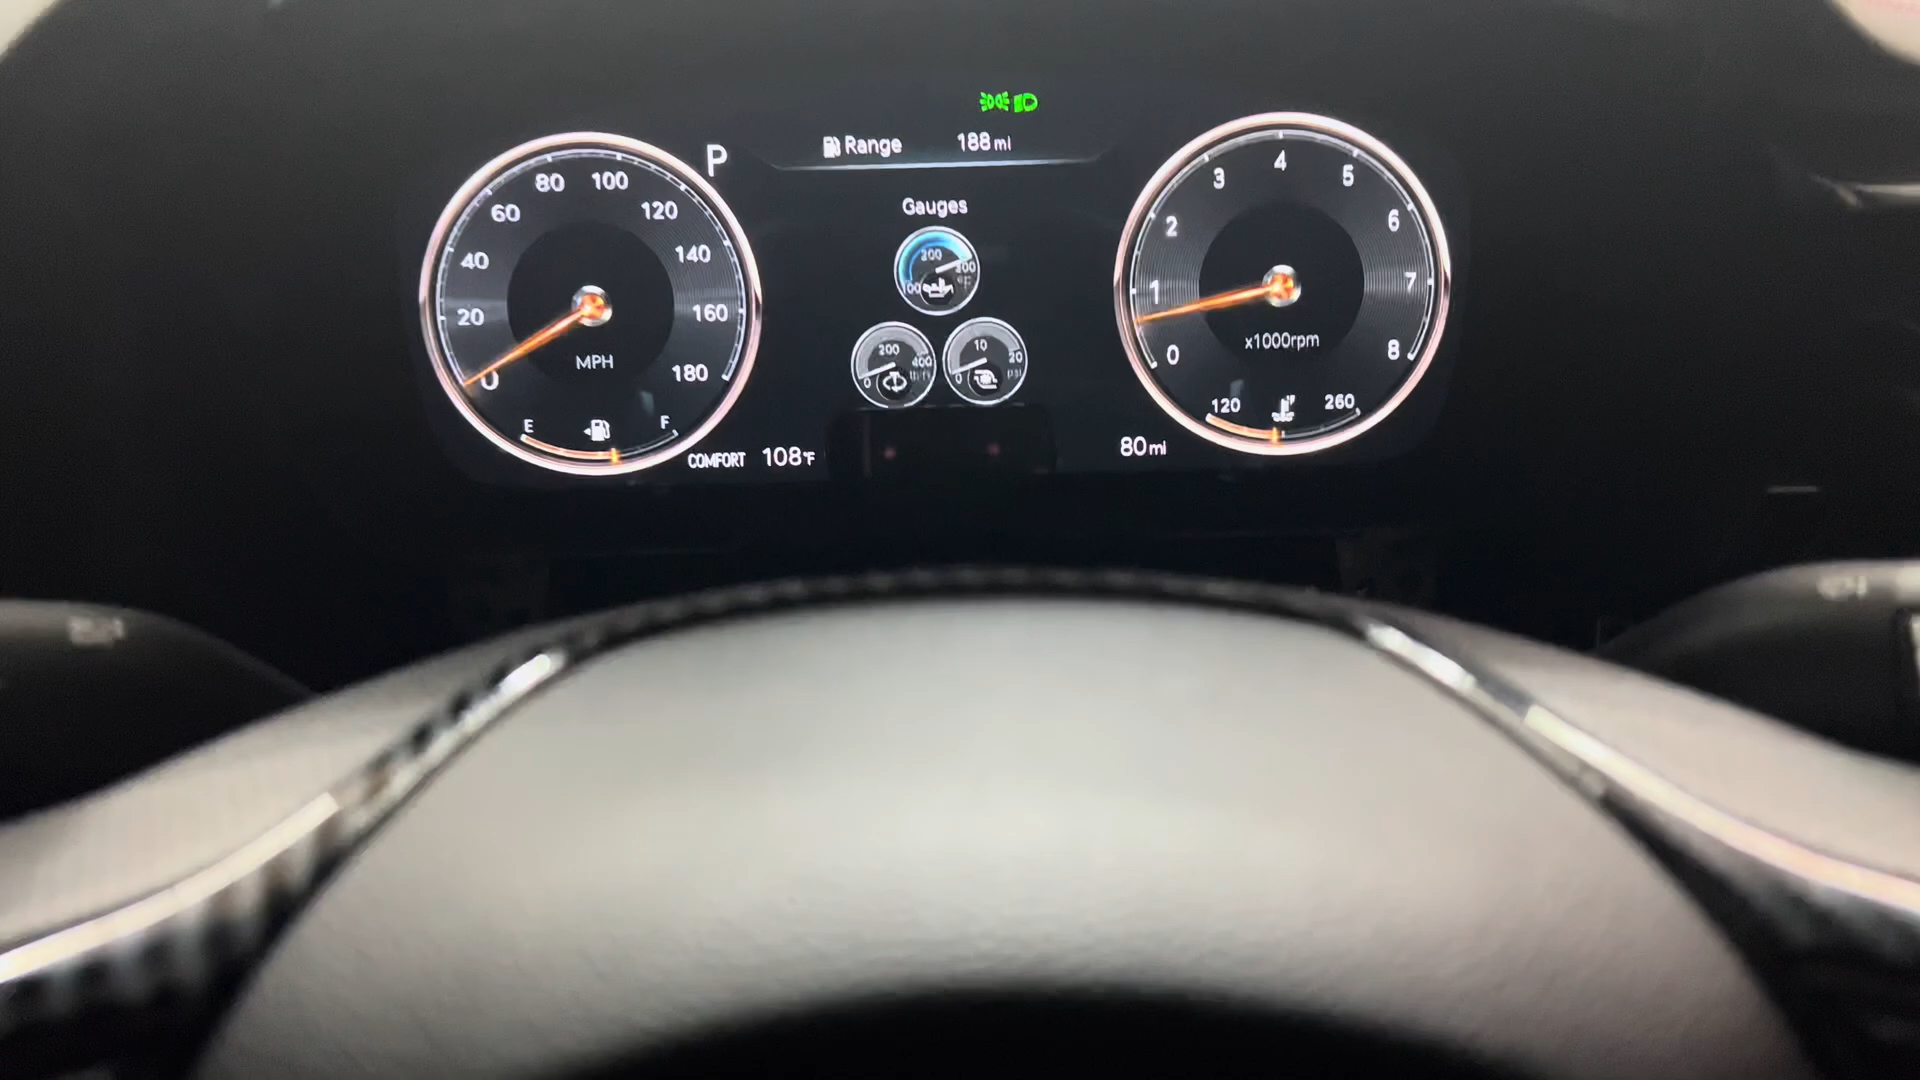 P
Range 188 mi
Gauges
200
200 400 lb·ft 0
10 20 psi 0
0 20 40 60 80 100 120 140 160 180
MPH
E F
COMFORT 108°F
0 1 2 3 4 5 6 7 8
x1000rpm
120 260
80 mi